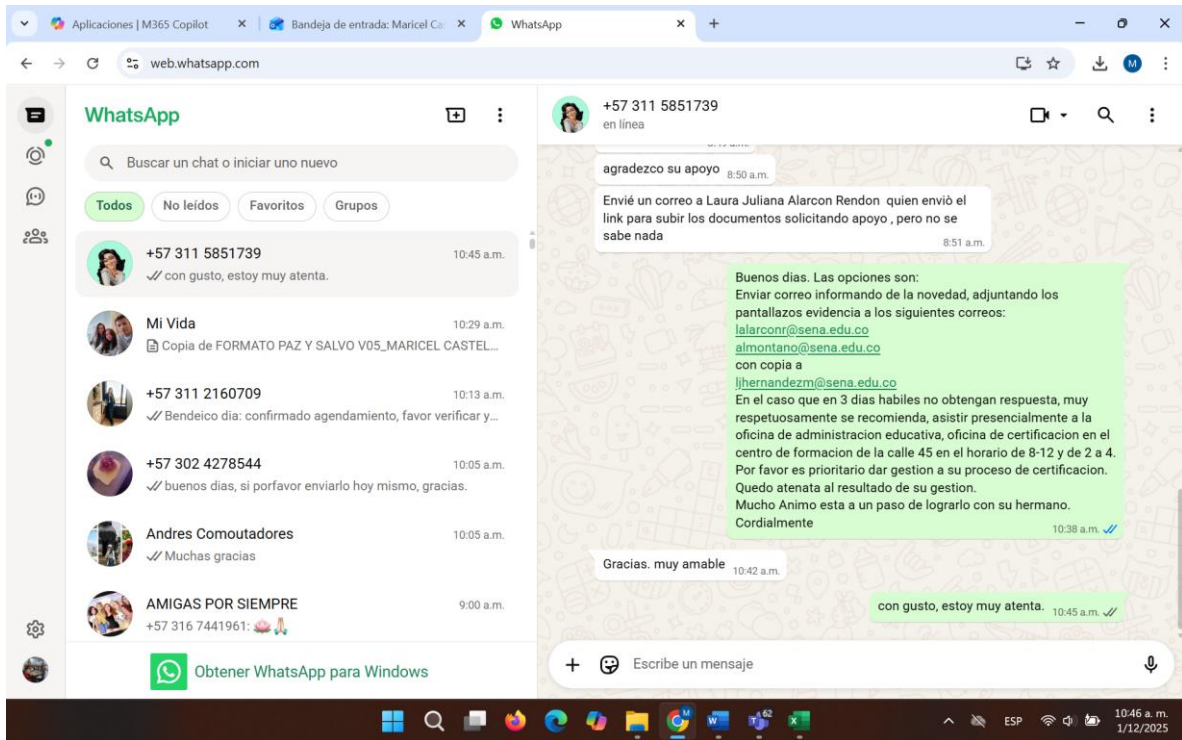 Aplicaciones | M365 Copilot
Bandeja de entrada: Maricel Ca
WhatsApp
web.whatsapp.com
M
WhatsApp
Buscar un chat o iniciar uno nuevo
Todos
No leídos
Favoritos
Grupos
+57 311 5851739
10:45 a.m.
con gusto, estoy muy atenta.
Mi Vida
10:29 a.m.
Copia de FORMATO PAZ Y SALVO V05_MARICEL CASTEL...
+57 311 2160709
10:13 a.m.
Bendeico dia: confirmado agendamiento, favor verificar y...
+57 302 4278544
10:05 a.m.
buenos dias, si porfavor enviarlo hoy mismo, gracias.
Andres Comoutadores
10:05 a.m.
Muchas gracias
AMIGAS POR SIEMPRE
9:00 a.m.
+57 316 7441961:
Obtener WhatsApp para Windows
+57 311 5851739
en línea
agradezco su apoyo
8:50 a.m.
Envié un correo a Laura Juliana Alarcon Rendon quien enviò el
link para subir los documentos solicitando apoyo , pero no se
sabe nada
8:51 a.m.
Buenos dias. Las opciones son:
Enviar correo informando de la novedad, adjuntando los
pantallazos evidencia a los siguientes correos:
lalarconr@sena.edu.co
almontano@sena.edu.co
con copia a
ljhernandezm@sena.edu.co
En el caso que en 3 dias habiles no obtengan respuesta, muy
respetuosamente se recomienda, asistir presencialmente a la
oficina de administracion educativa, oficina de certificacion en el
centro de formacion de la calle 45 en el horario de 8-12 y de 2 a 4.
Por favor es prioritario dar gestion a su proceso de certificacion.
Quedo atenata al resultado de su gestion.
Mucho Animo esta a un paso de lograrlo con su hermano.
Cordialmente
10:38 a.m.
Gracias. muy amable
10:42 a.m.
con gusto, estoy muy atenta.
10:45 a.m.
Escribe un mensaje
62
ESP
10:46 a. m.
1/12/2025